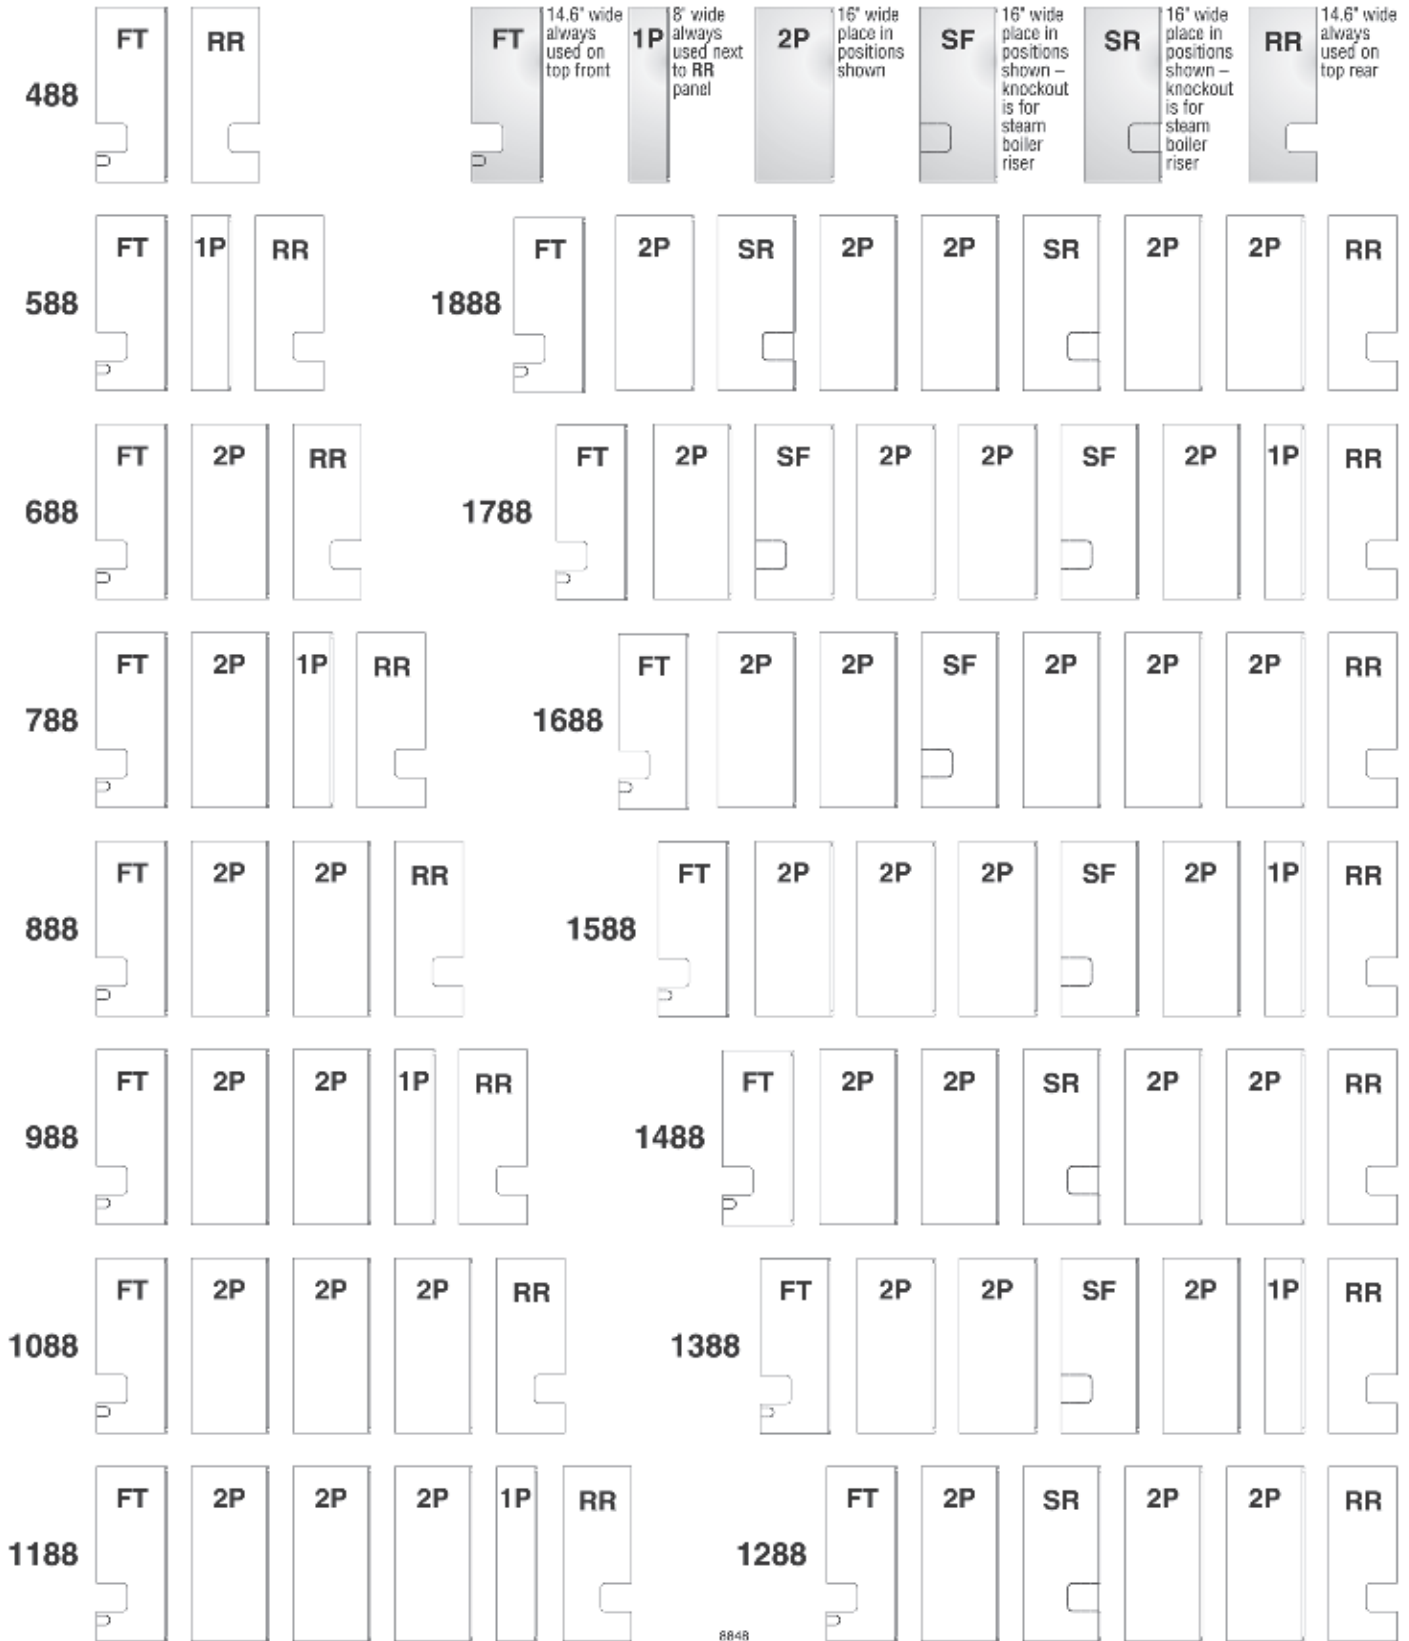 488 FT RR
FT 14.6" wide always used on top front
1P 8" wide always used next to RR panel
2P 16" wide place in positions shown
SF 16" wide place in positions shown – knockout is for steam boiler riser
SR 16" wide place in positions shown – knockout is for steam boiler riser
RR 14.6" wide always used on top rear
588 FT 1P RR
1888 FT 2P SR 2P 2P SR 2P 2P RR
688 FT 2P RR
1788 FT 2P SF 2P 2P SF 2P 1P RR
788 FT 2P 1P RR
1688 FT 2P 2P SF 2P 2P 2P RR
888 FT 2P 2P RR
1588 FT 2P 2P 2P SF 2P 1P RR
988 FT 2P 2P 1P RR
1488 FT 2P 2P SR 2P 2P RR
1088 FT 2P 2P 2P RR
1388 FT 2P 2P SF 2P 1P RR
1188 FT 2P 2P 2P 1P RR
1288 FT 2P SR 2P 2P RR
8848